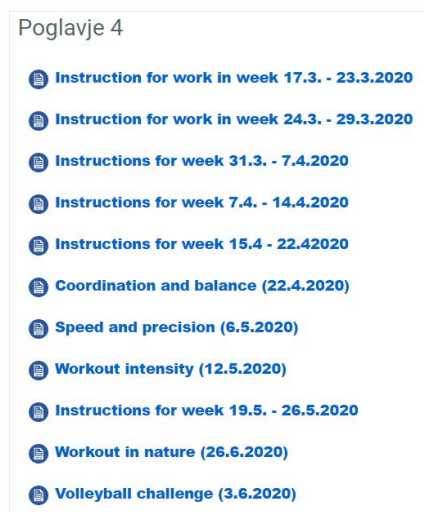 Poglavje 4
Instruction for work in week 17.3. - 23.3.2020
Instruction for work in week 24.3. - 29.3.2020
Instructions for week 31.3. - 7.4.2020
Instructions for week 7.4. - 14.4.2020
Instructions for week 15.4 - 22.42020
Coordination and balance (22.4.2020)
Speed and precision (6.5.2020)
Workout intensity (12.5.2020)
Instructions for week 19.5. - 26.5.2020
Workout in nature (26.6.2020)
Volleyball challenge (3.6.2020)